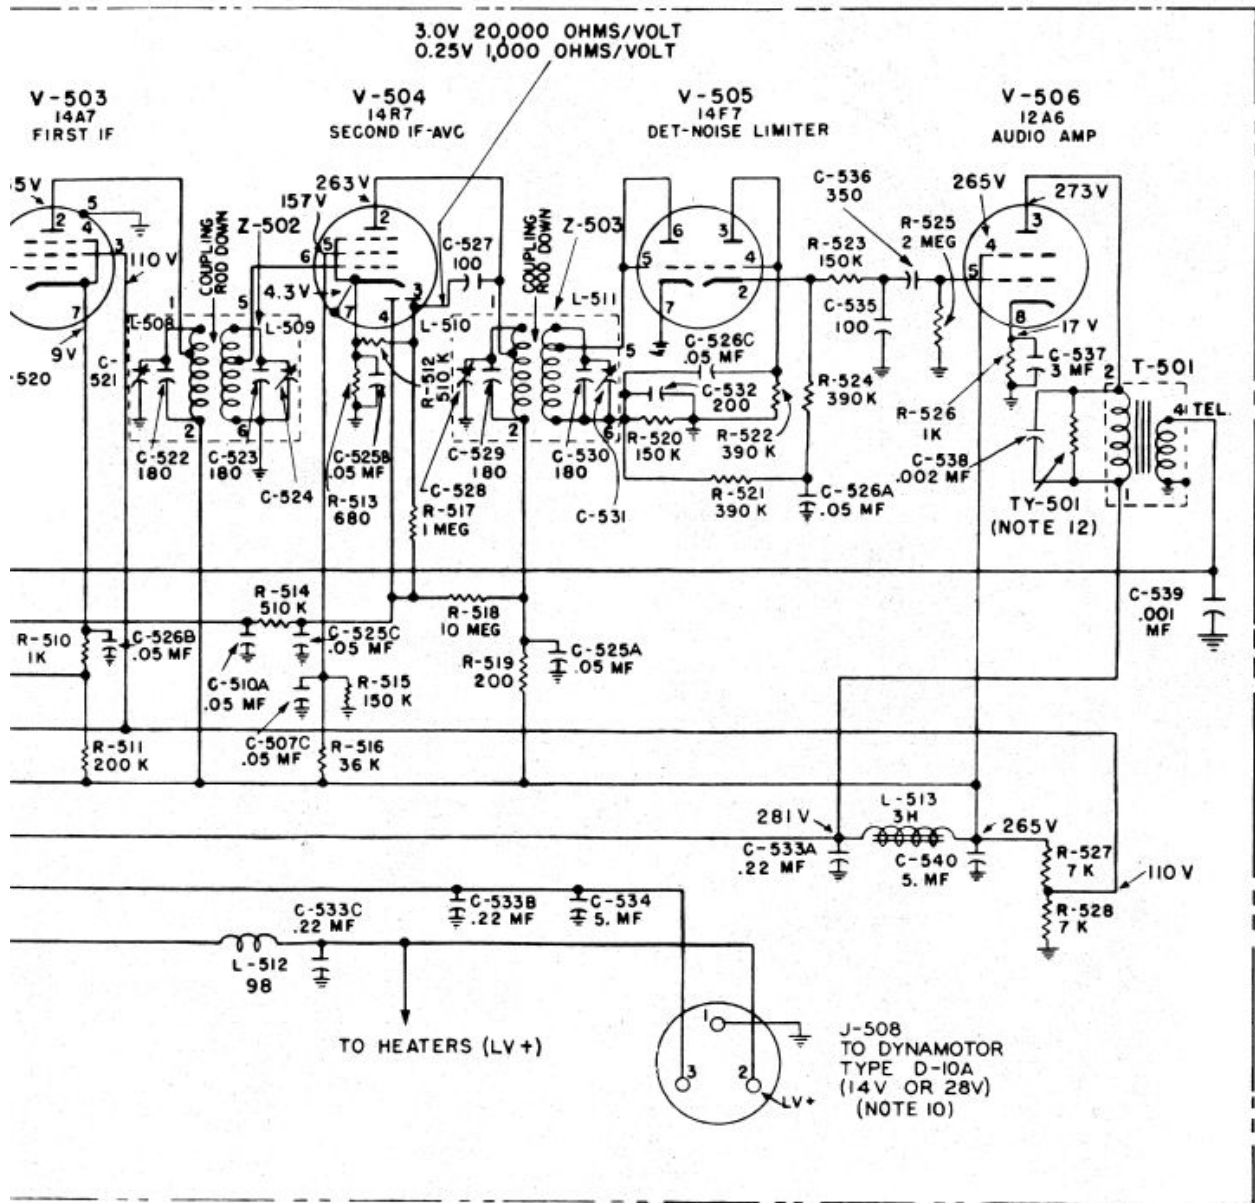 3.0V 20,000 OHMS/VOLT
0.25V 1,000 OHMS/VOLT
V-503
14A7
FIRST IF
V-504
14R7
SECOND IF-AVC
V-505
14F7
DET-NOISE LIMITER
V-506
12A6
AUDIO AMP
5V
2
5
4
3
7
110 V
9V
COUPLING
ROD DOWN
Z-502
1
5
L-508
L-509
2
6
C-
521
-520
C-522
180
C-523
180
C-524
263V
157V
2
5
6
7
4
3
4.3V
C-527
100
L-510
R-512
510 K
C-525B
.05 MF
R-513
680
C-528
R-517
1 MEG
COUPLING
ROD DOWN
Z-503
L-511
1
2
5
6
C-529
180
C-530
180
C-531
6
3
5
4
7
2
C-526C
.05 MF
C-532
200
R-520
150 K
R-522
390 K
R-521
390 K
R-524
390K
C-526A
.05 MF
R-523
150K
C-535
100
C-536
350
R-525
2 MEG
265V
273V
3
4
5
8
17 V
C-537
3 MF
R-526
1K
C-538
.002 MF
TY-501
(NOTE 12)
T-501
2
1
4
TEL.
C-539
.001
MF
R-514
510 K
C-525C
.05 MF
R-518
10 MEG
R-510
1K
C-526B
.05 MF
C-510A
.05 MF
R-515
150 K
R-519
200
C-525A
.05 MF
C-507C
.05 MF
R-511
200 K
R-516
36 K
281V
L-513
3H
265V
C-533A
.22 MF
C-540
5. MF
R-527
7 K
110 V
R-528
7 K
C-533C
.22 MF
C-533B
.22 MF
C-534
5. MF
L-512
98
TO HEATERS (LV+)
1
3
2
LV+
J-508
TO DYNAMOTOR
TYPE D-10A
(14V OR 28V)
(NOTE 10)